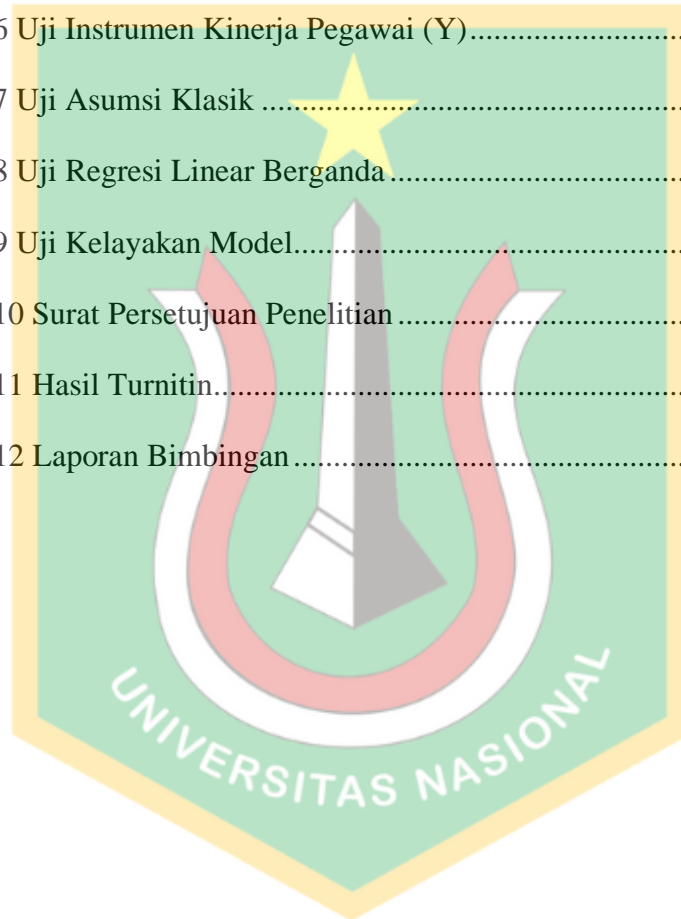 6 Uji Instrumen Kinerja Pegawai (Y)..........................
7 Uji Asumsi Klasik ....................................................
8 Uji Regresi Linear Berganda....................................
9 Uji Kelayakan Model................................................
10 Surat Persetujuan Penelitian ...................................
11 Hasil Turnitin...........................................................
12 Laporan Bimbingan................................................
UNIVERSITAS NASIONAL